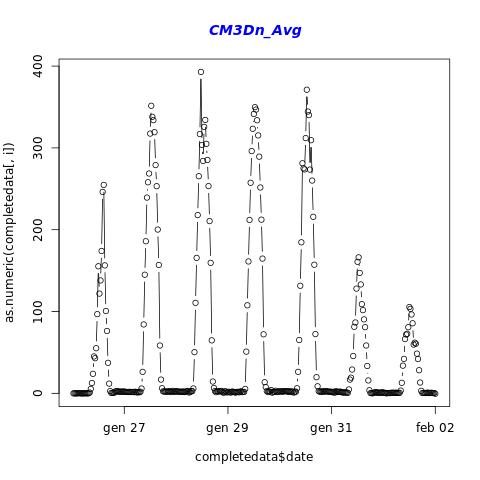 CM3Dn_Avg
as.numeric(completedata[, i])
400
300
200
100
0
gen 27 gen 29 gen 31 feb 02
completedata$date